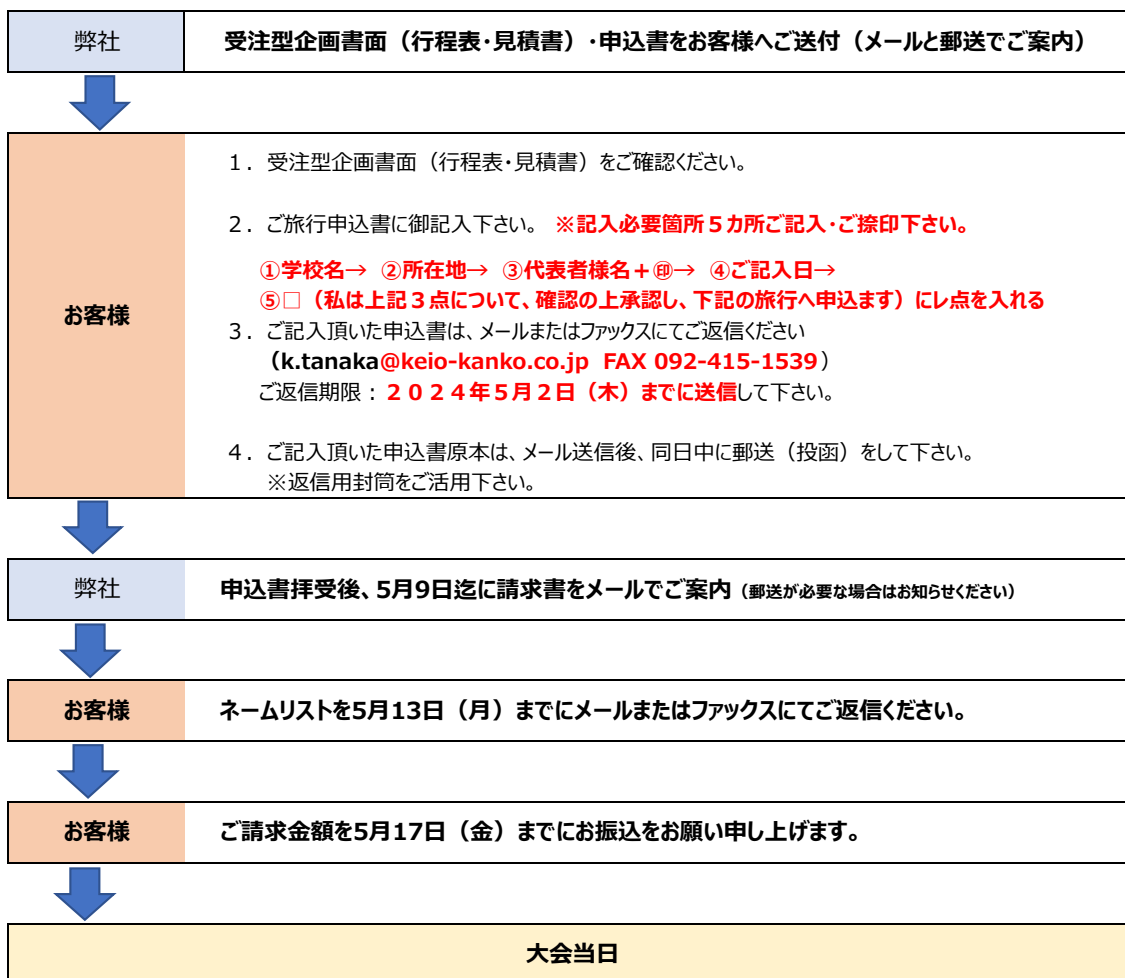 弊社
受注型企画書面（行程表・見積書）・申込書をお客様へご送付（メールと郵送でご案内）
お客様
１．受注型企画書面（行程表・見積書）をご確認ください。
２．ご旅行申込書に御記入下さい。 ※記入必要箇所５カ所ご記入・ご捺印下さい。
①学校名→ ②所在地→ ③代表者様名＋㊞→ ④ご記入日→
⑤□（私は上記３点について、確認の上承認し、下記の旅行へ申込ます）にレ点を入れる
３．ご記入頂いた申込書は、メールまたはファックスにてご返信ください
（k.tanaka@keio-kanko.co.jp FAX 092-415-1539）
ご返信期限：２０２４年５月２日（木）までに送信して下さい。
４．ご記入頂いた申込書原本は、メール送信後、同日中に郵送（投函）をして下さい。
※返信用封筒をご活用下さい。
弊社
申込書拝受後、5月9日迄に請求書をメールでご案内（郵送が必要な場合はお知らせください）
お客様
ネームリストを5月13日（月）までにメールまたはファックスにてご返信ください。
お客様
ご請求金額を5月17日（金）までにお振込をお願い申し上げます。
大会当日